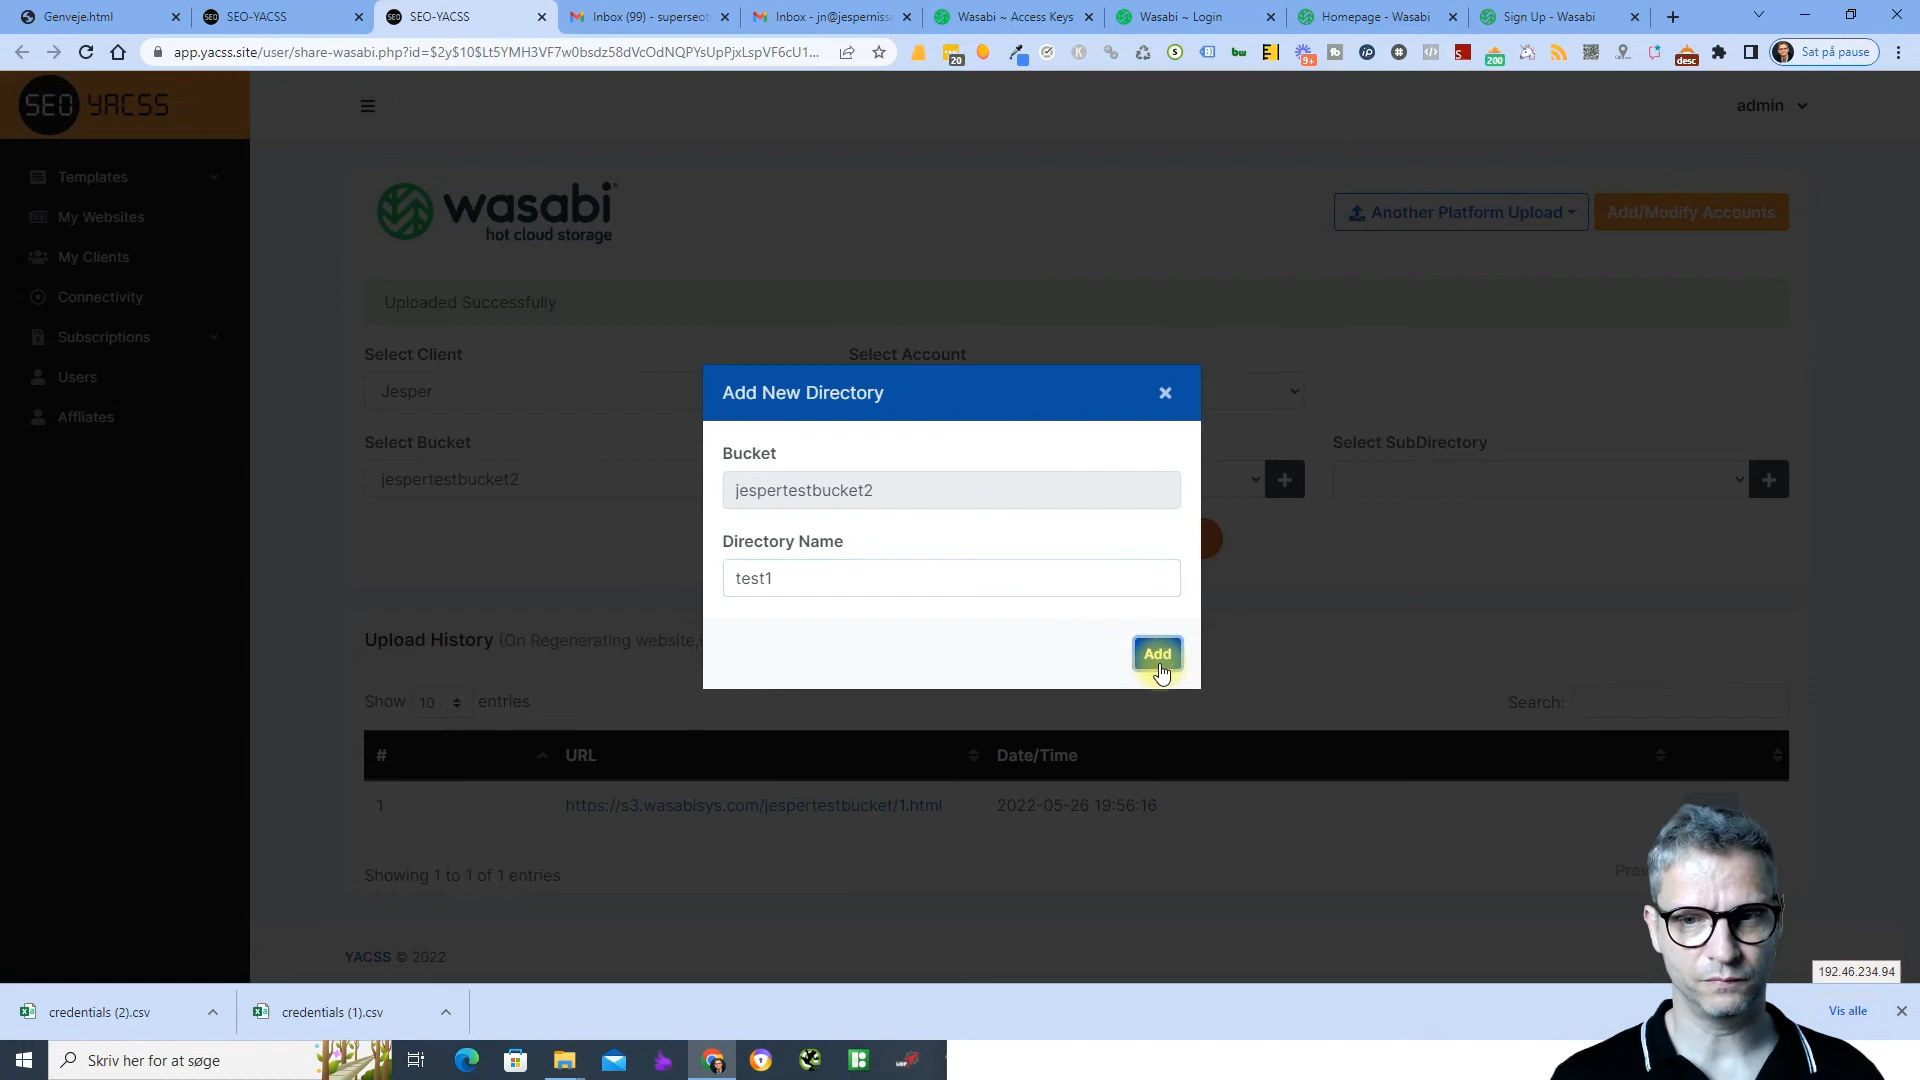 Genveje.html
SEO-YACSS
SEO-YACSS
Inbox (99) - superseot
Inbox - jn@jesperniss
Wasabi ~ Access Keys
Wasabi ~ Login
Homepage - Wasabi
Sign Up - Wasabi
app.yacss.site/user/share-wasabi.php?id=$2y$10$Lt5YMH3VF7w0bsdz58dVcOdNQPYsUpPjxLspVF6cU1...
20
9+
200
desc
Sat på pause
SEO YACSS
admin
Templates
My Websites
My Clients
Connectivity
Subscriptions
Users
Affliates
wasabi
hot cloud storage
Another Platform Upload
Add/Modify Accounts
Uploaded Successfully
Select Client
Select Account
Jesper
Select Bucket
Select SubDirectory
jespertestbucket2
Add New Directory
Bucket
jespertestbucket2
Directory Name
test1
Add
Upload History (On Regenerating website,
Show 10 entries
Search:
# URL Date/Time
1 https://s3.wasabisys.com/jespertestbucket/1.html 2022-05-26 19:56:16
Showing 1 to 1 of 1 entries
YACSS © 2022
192.46.234.94
credentials (2).csv
credentials (1).csv
Vis alle
Skriv her for at søge